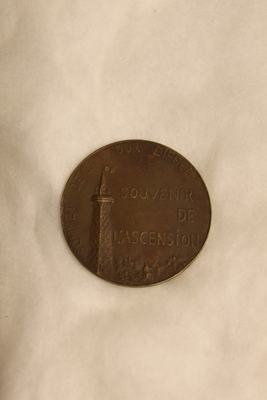 TOUR EIFFEL
SOUVENIR
DE
L'ASCENSION